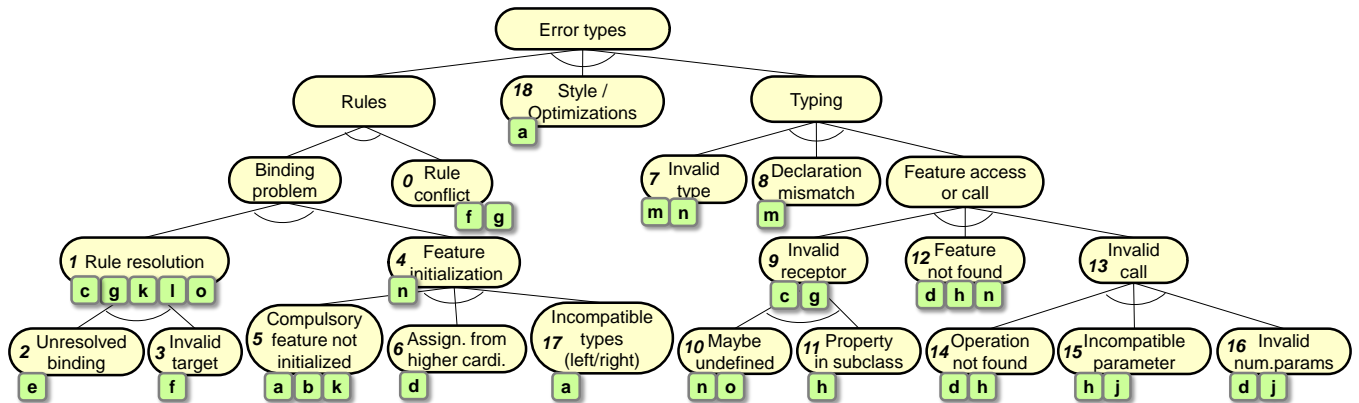 Error types
Rules
18 Style /
Optimizations
a
Typing
Binding
problem
0 Rule
conflict
f g
7 Invalid
type
m n
8 Declaration
mismatch
m
Feature access
or call
1 Rule resolution
c g k l o
4 Feature
initialization
n
9 Invalid
receptor
c g
12 Feature
not found
d h n
13 Invalid
call
2 Unresolved
binding
e
3 Invalid
target
f
5 Compulsory
feature not
initialized
a b k
6 Assign. from
higher cardi.
d
Incompatible
17 types
(left/right)
a
10 Maybe
undefined
n o
11 Property
in subclass
h
14 Operation
not found
d h
15 Incompatible
parameter
h j
16 Invalid
num.params
d j